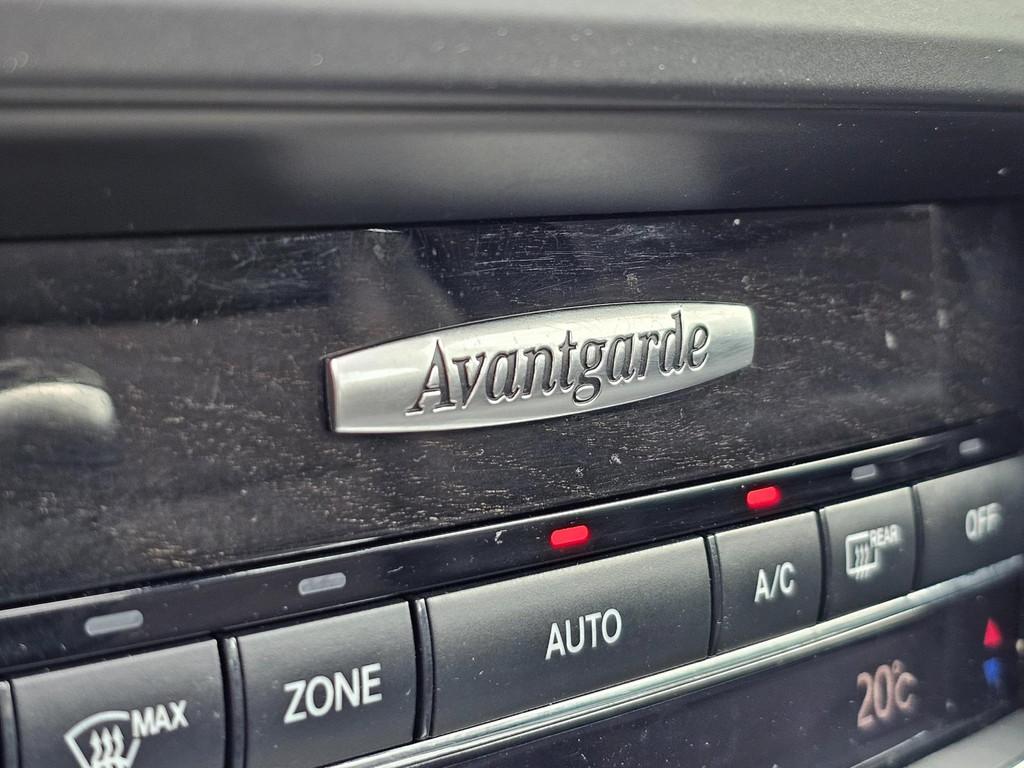 Avantgarde
MAX
ZONE
AUTO
A/C
REAR
OFF
20°C